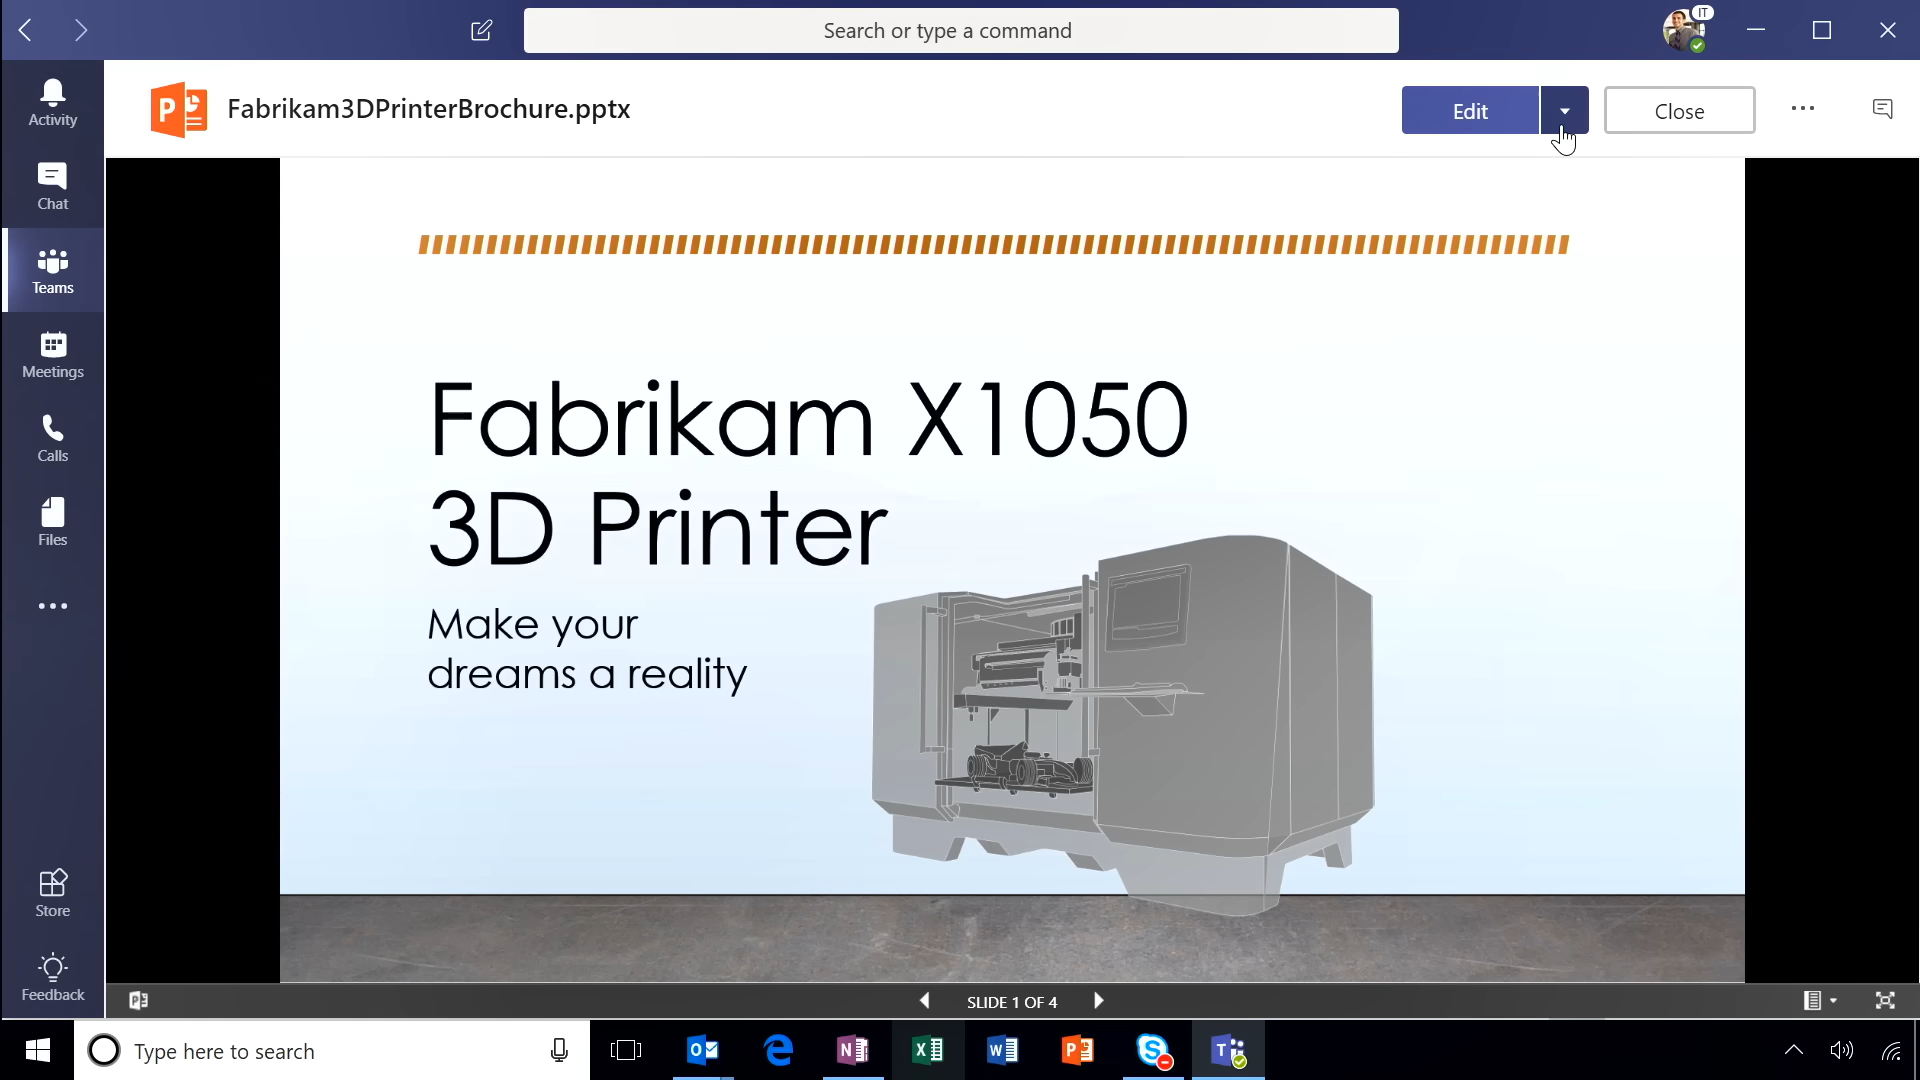 Search or type a command
IT
Activity
Chat
Teams
Meetings
Calls
Files
Store
Feedback
P
Fabrikam3DPrinterBrochure.pptx
Edit
Close
Fabrikam X1050
3D Printer
Make your
dreams a reality
SLIDE 1 OF 4
Type here to search